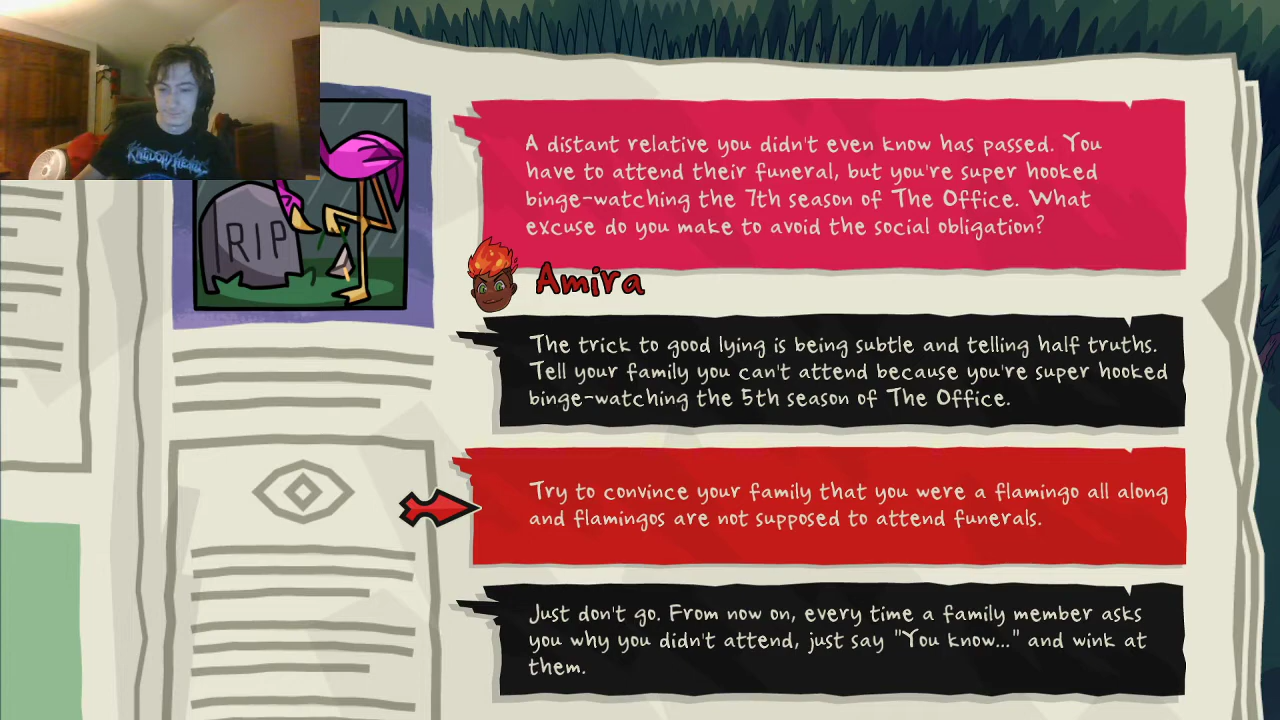 A distant relative you didn't even know has passed. You
have to attend their funeral, but you're super hooked
binge-watching the 7th season of The Office. What
excuse do you make to avoid the social obligation?
RIP
Amira
The trick to good lying is being subtle and telling half truths.
Tell your family you can't attend because you're super hooked
binge-watching the 5th season of The Office.
Try to convince your family that you were a flamingo all along
and flamingos are not supposed to attend funerals.
Just don't go. From now on, every time a family member asks
you why you didn't attend, just say "You know..." and wink at
them.